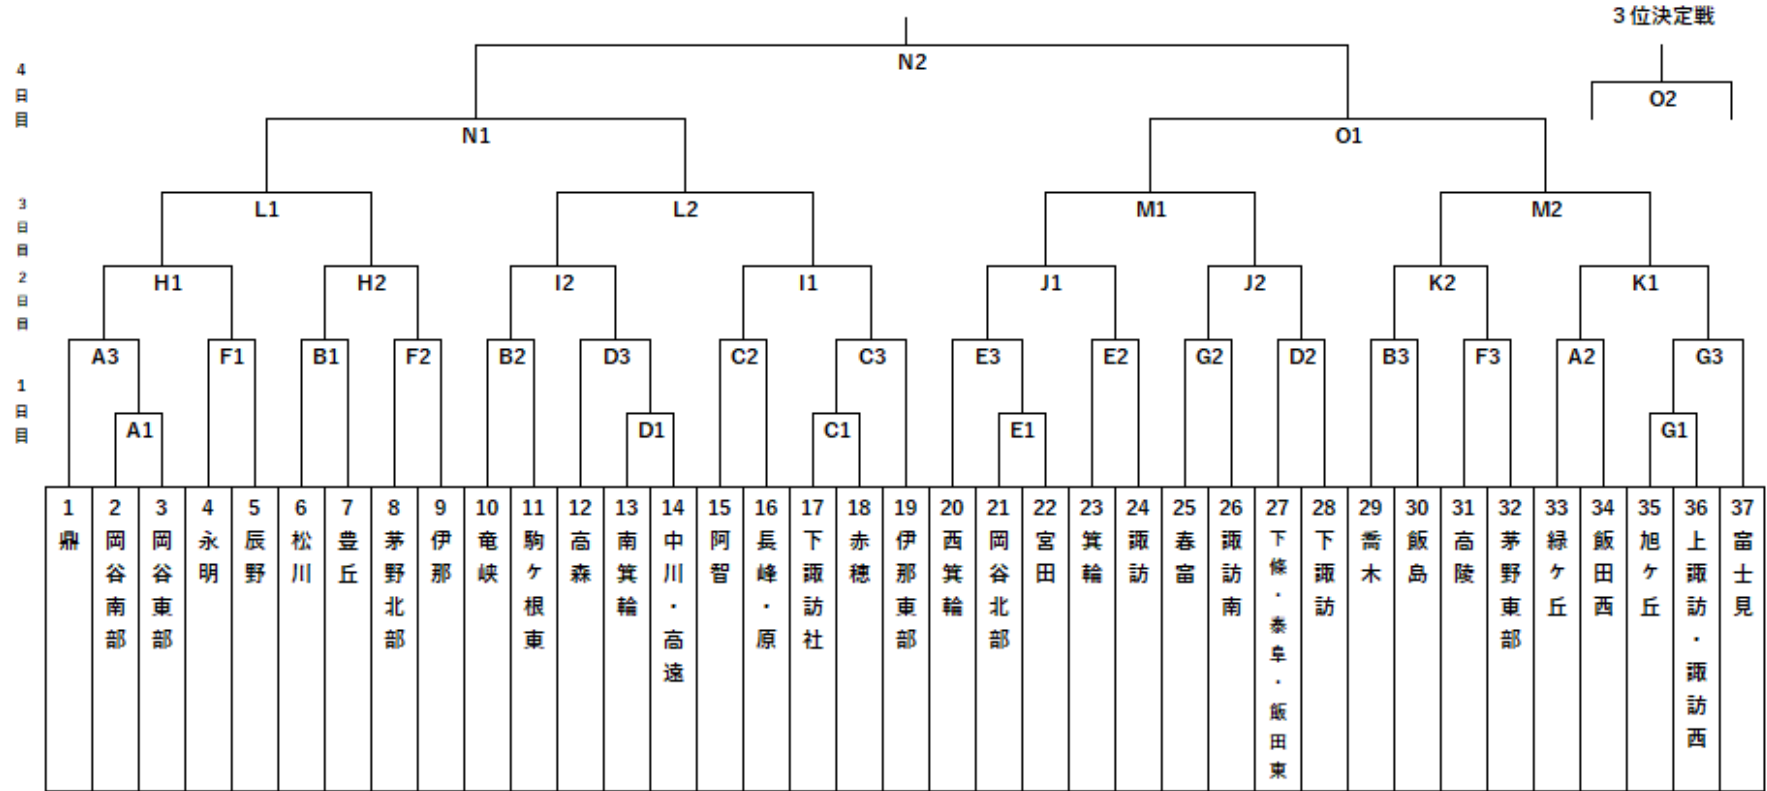 3位決定戦
N2
4日目
O2
N1
O1
3日目
L1
L2
M1
M2
2日目
H1
H2
I2
I1
J1
J2
K2
K1
A3
F1
B1
F2
B2
D3
C2
C3
E3
E2
G2
D2
B3
F3
A2
G3
1日目
A1
D1
C1
E1
G1
1 鼎
2 岡谷南部
3 岡谷東部
4 永明
5 辰野
6 松川
7 豊丘
8 茅野北部
9 伊那
10 竜峡
11 駒ケ根東
12 高森
13 南箕輪
14 中川・高遠
15 阿智
16 長峰・原
17 下諏訪社
18 赤穂
19 伊那東部
20 西箕輪
21 岡谷北部
22 宮田
23 箕輪
24 諏訪
25 春富
26 諏訪南
27 下條・泰阜・飯田東
28 下諏訪
29 喬木
30 飯島
31 高陵
32 茅野東部
33 緑ケ丘
34 飯田西
35 旭ケ丘
36 上諏訪・諏訪西
37 富士見